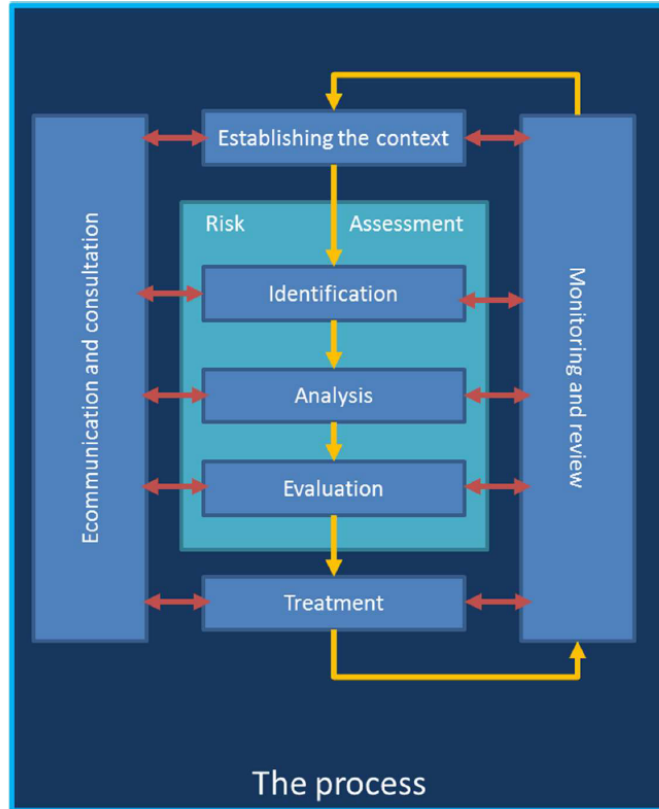 Establishing the context
Risk Assessment
Identification
Analysis
Evaluation
Treatment
Ecommunication and consultation
Monitoring and review
The process